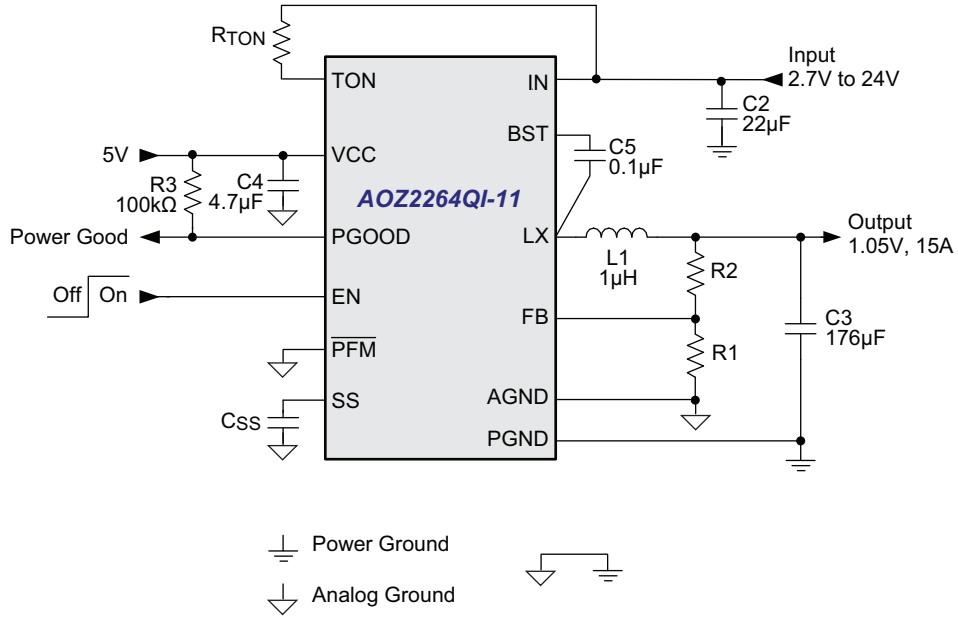 RTON
Input
2.7V to 24V
TON
IN
C2
22µF
BST
C5
0.1µF
5V
VCC
R3
100kΩ
C4
4.7µF
AOZ2264QI-11
Power Good
PGOOD
LX
L1
1µH
Output
1.05V, 15A
R2
Off
On
EN
FB
C3
176µF
R1
PFM
SS
AGND
CSS
PGND
Power Ground
Analog Ground